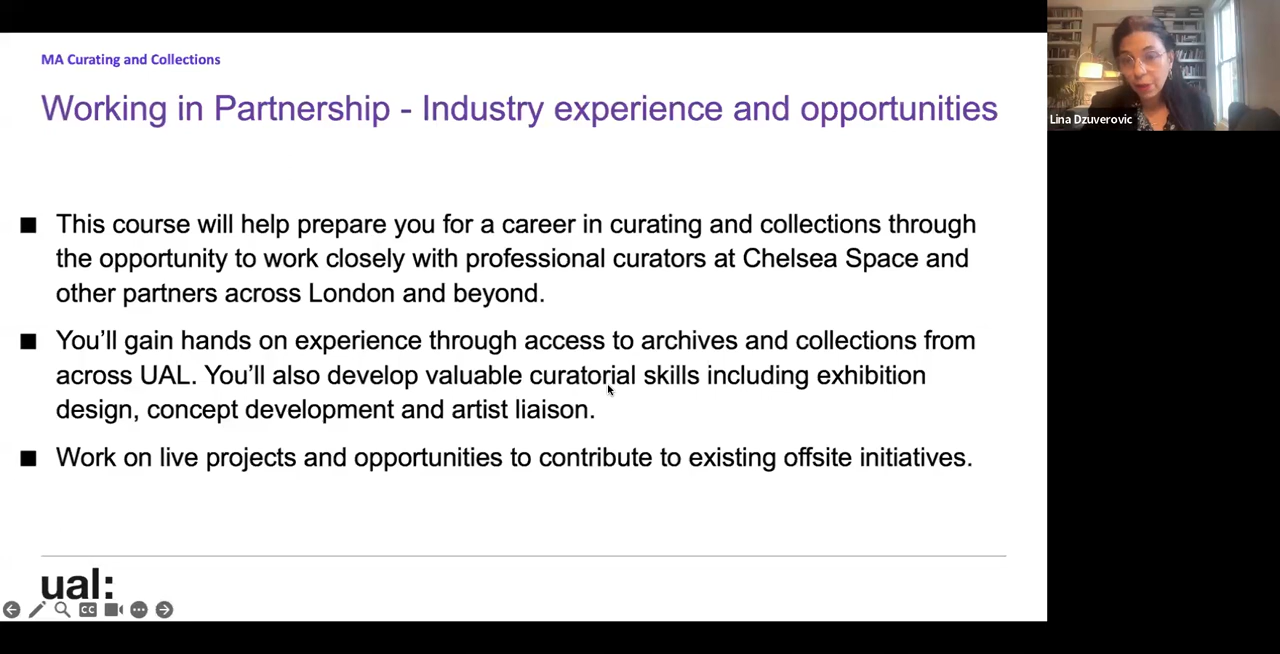 MA Curating and Collections
Working in Partnership - Industry experience and opportunities
Lina Dzuverovic
This course will help prepare you for a career in curating and collections through
the opportunity to work closely with professional curators at Chelsea Space and
other partners across London and beyond.
You’ll gain hands on experience through access to archives and collections from
across UAL. You’ll also develop valuable curatorial skills including exhibition
design, concept development and artist liaison.
Work on live projects and opportunities to contribute to existing offsite initiatives.
ual:
CC